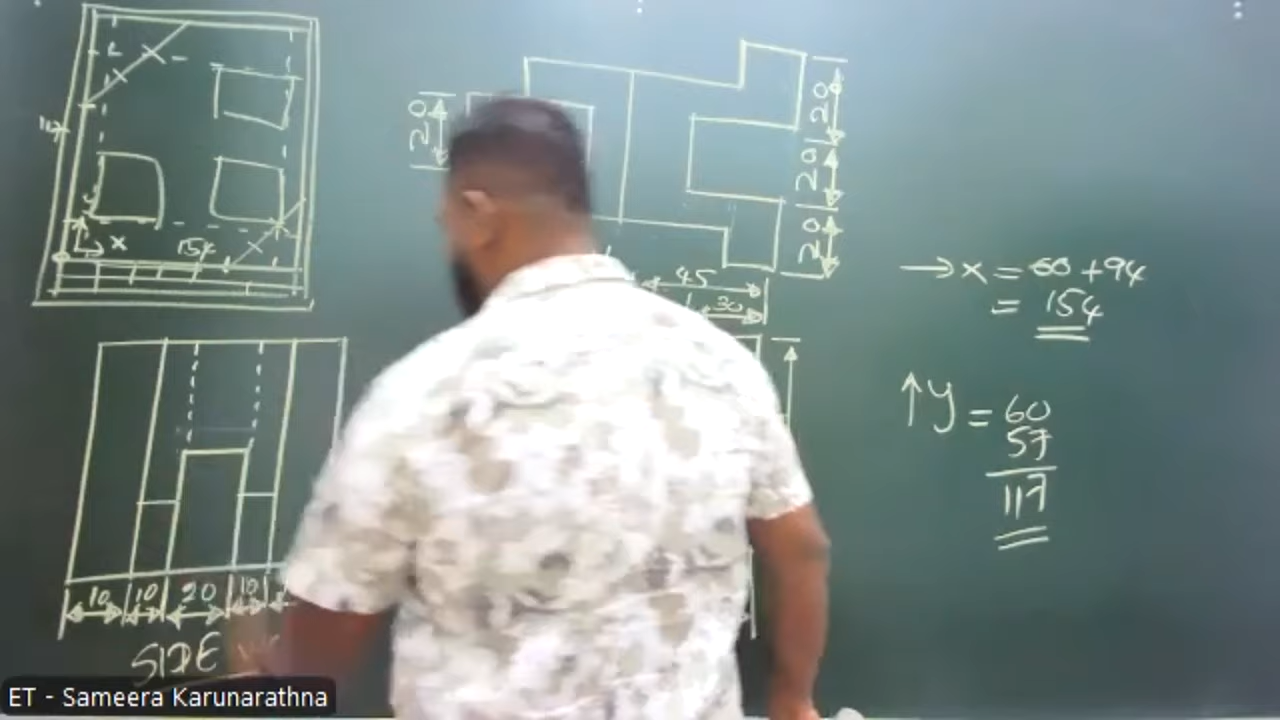 20
20
20
20
45
30
x
154
→ x = 60 + 94
= 154
↑ y = 60
57
117
10 10 20 10
SIDE
ET - Sameera Karunarathna